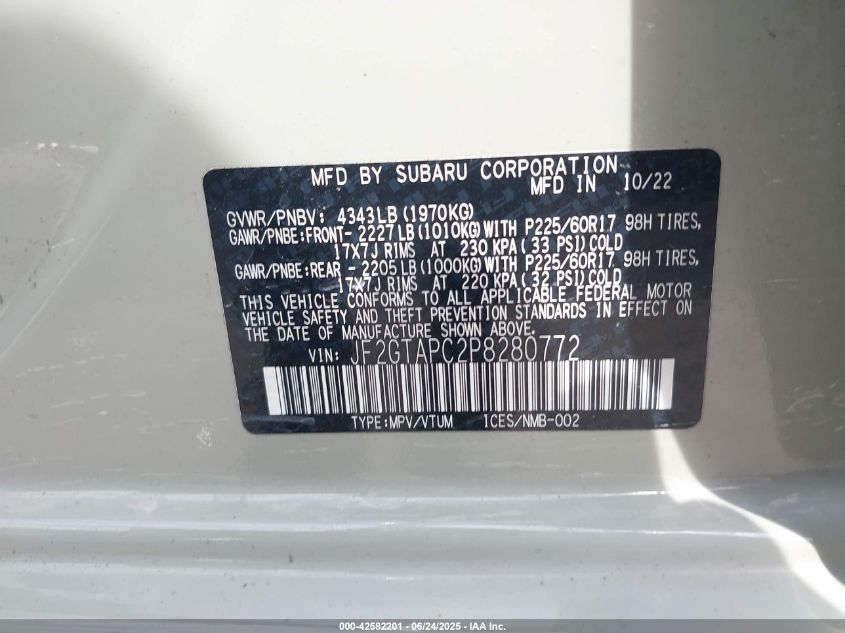 MFD BY SUBARU CORPORATION
MFD IN 10/22
GVWR/PNBV: 4343LB (1970KG)
GAWR/PNBE:FRONT- 2227LB (1010KG) WITH P225/60R17 98H TIRES,
17X7J RIMS AT 230 KPA (33 PSI) COLD
GAWR/PNBE:REAR - 2205LB (1000KG) WITH P225/60R17 98H TIRES,
17X7J RIMS AT 220 KPA (32 PSI) COLD
THIS VEHICLE CONFORMS TO ALL APPLICABLE FEDERAL MOTOR
VEHICLE SAFETY AND THEFT PREVENTION STANDARDS IN EFFECT ON
THE DATE OF MANUFACTURE SHOWN ABOVE.
VIN: JF2GTAPC2P8280772
TYPE:MPV/VTUM ICES/NMB-002
000-42582201 - 06/24/2025 - IAA Inc.